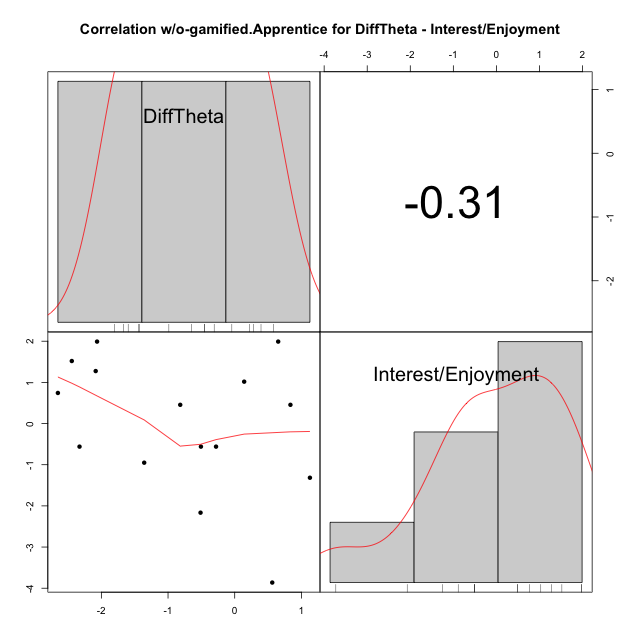 Correlation w/o-gamified.Apprentice for DiffTheta - Interest/Enjoyment
-4 -3 -2 -1 0 1 2
DiffTheta
-0.31
1
0
-1
-2
2
1
0
-1
-2
-3
-4
Interest/Enjoyment
-2 -1 0 1